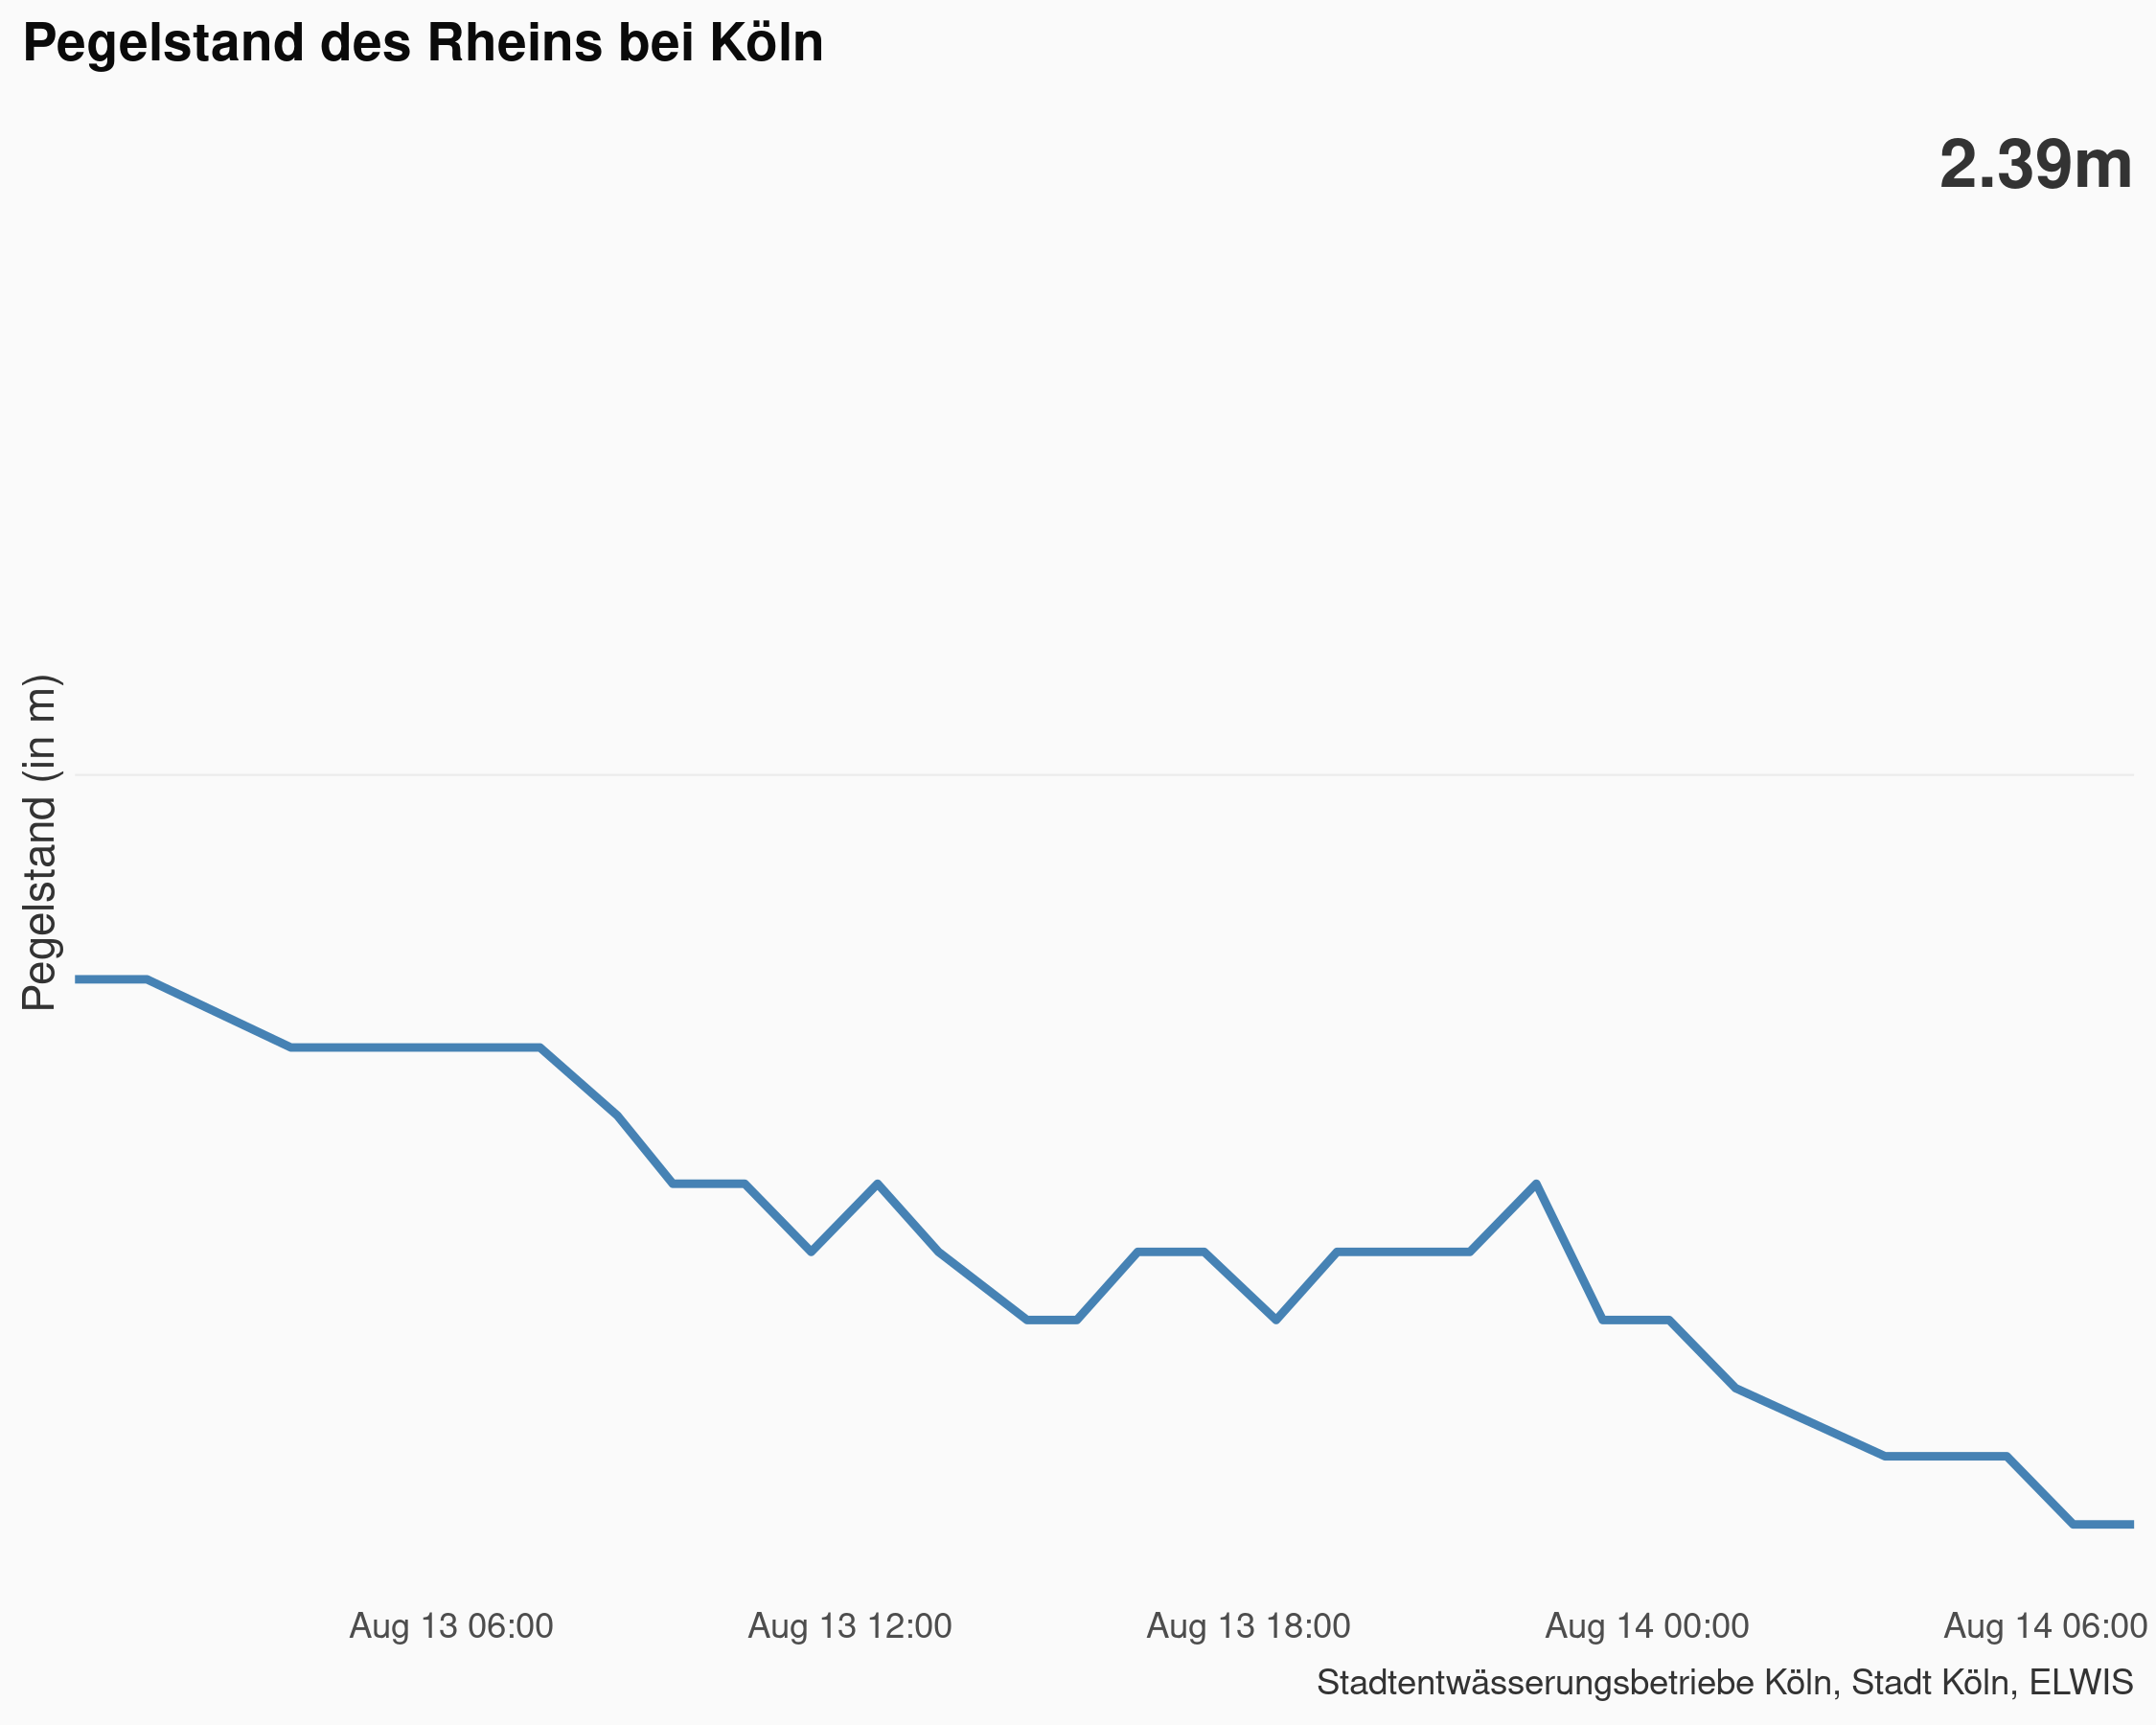 Pegelstand des Rheins bei Köln
2.39m
Pegelstand (in m)
Aug 13 06:00 Aug 13 12:00 Aug 13 18:00 Aug 14 00:00 Aug 14 06:00
Stadtentwässerungsbetriebe Köln, Stadt Köln, ELWIS